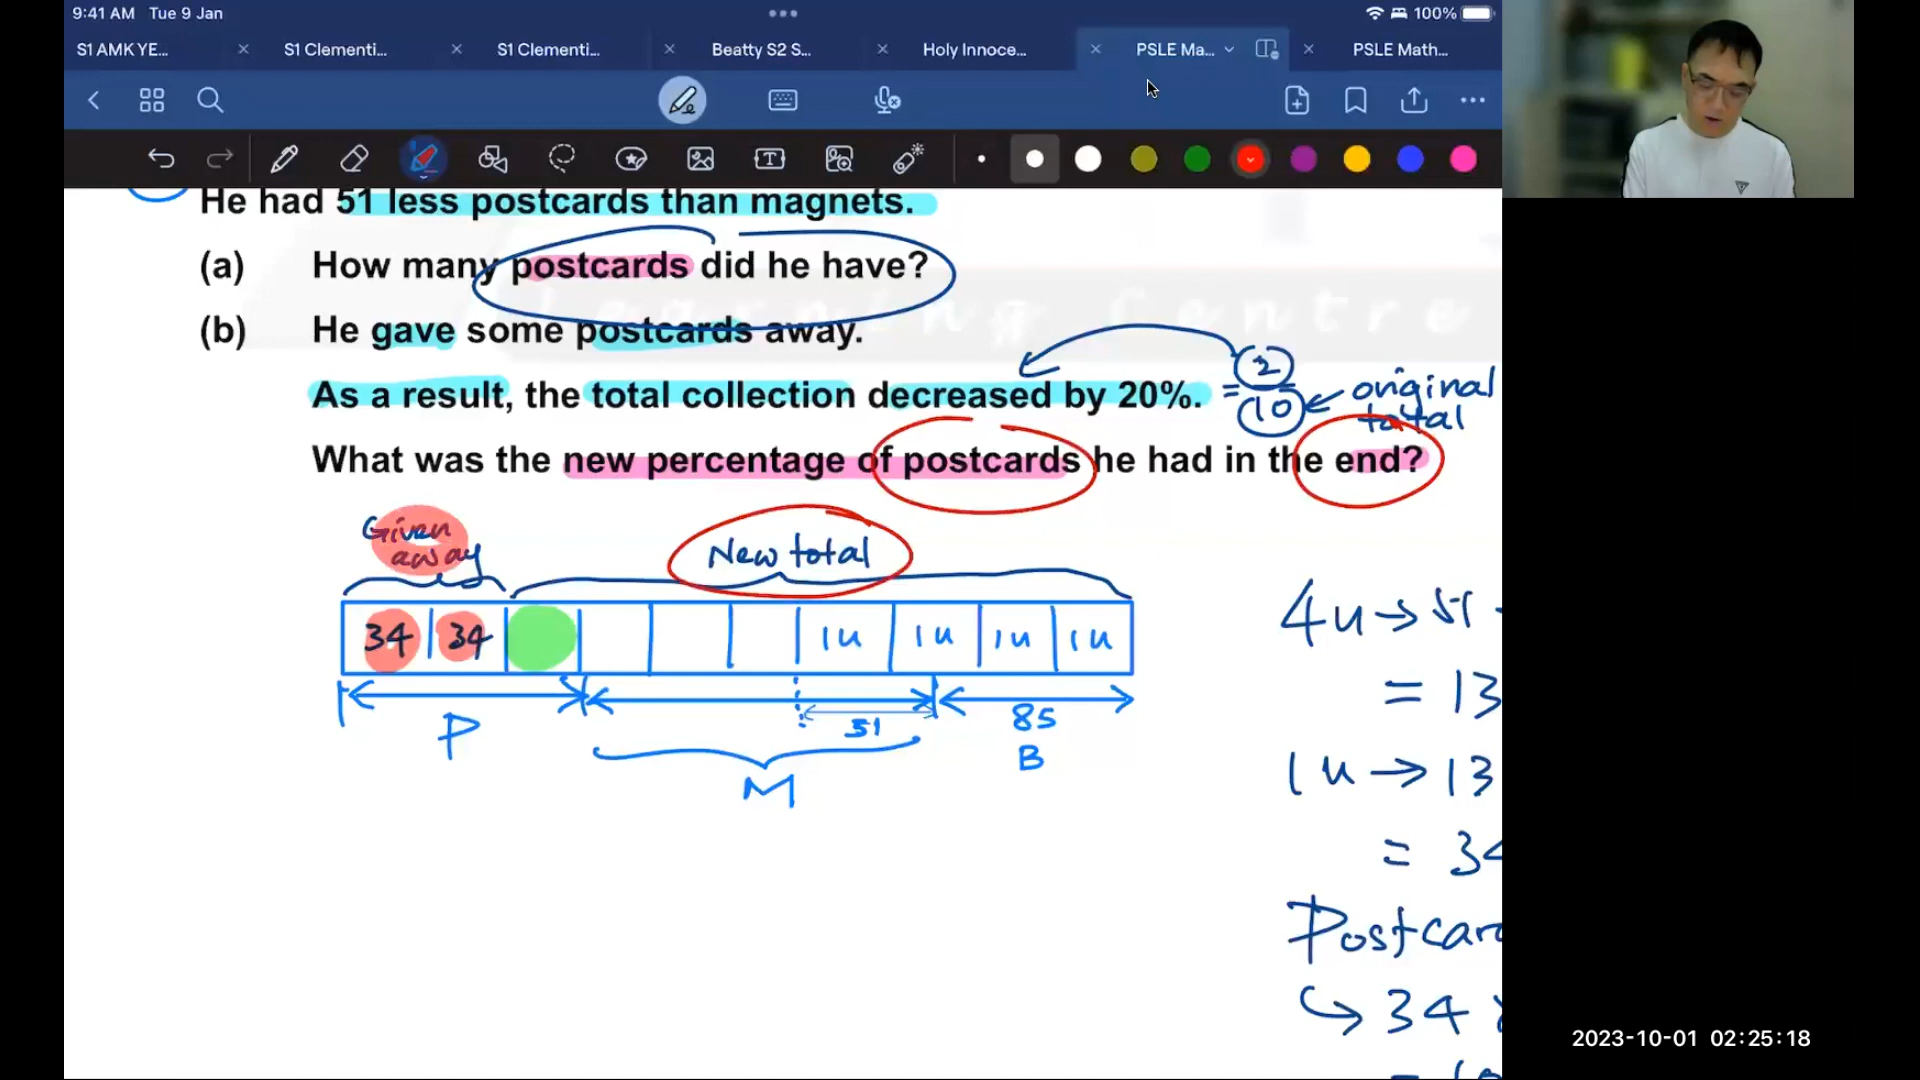 9:41 AM Tue 9 Jan
100%
S1 AMK YE...
S1 Clementi...
S1 Clementi...
Beatty S2 S...
Holy Innoce...
PSLE Ma...
PSLE Math...
He had 51 less postcards than magnets.
(a) How many postcards did he have?
Learning Centre
(b) He gave some postcards away.
As a result, the total collection decreased by 20%. = 2/10 ← original total
What was the new percentage of postcards he had in the end?
Given away
New total
34 34 1u 1u 1u 1u
P
51
85
B
M
4u → 51
= 13
1u → 13
= 34
Postcar
↳ 34
2023-10-01 02:25:18